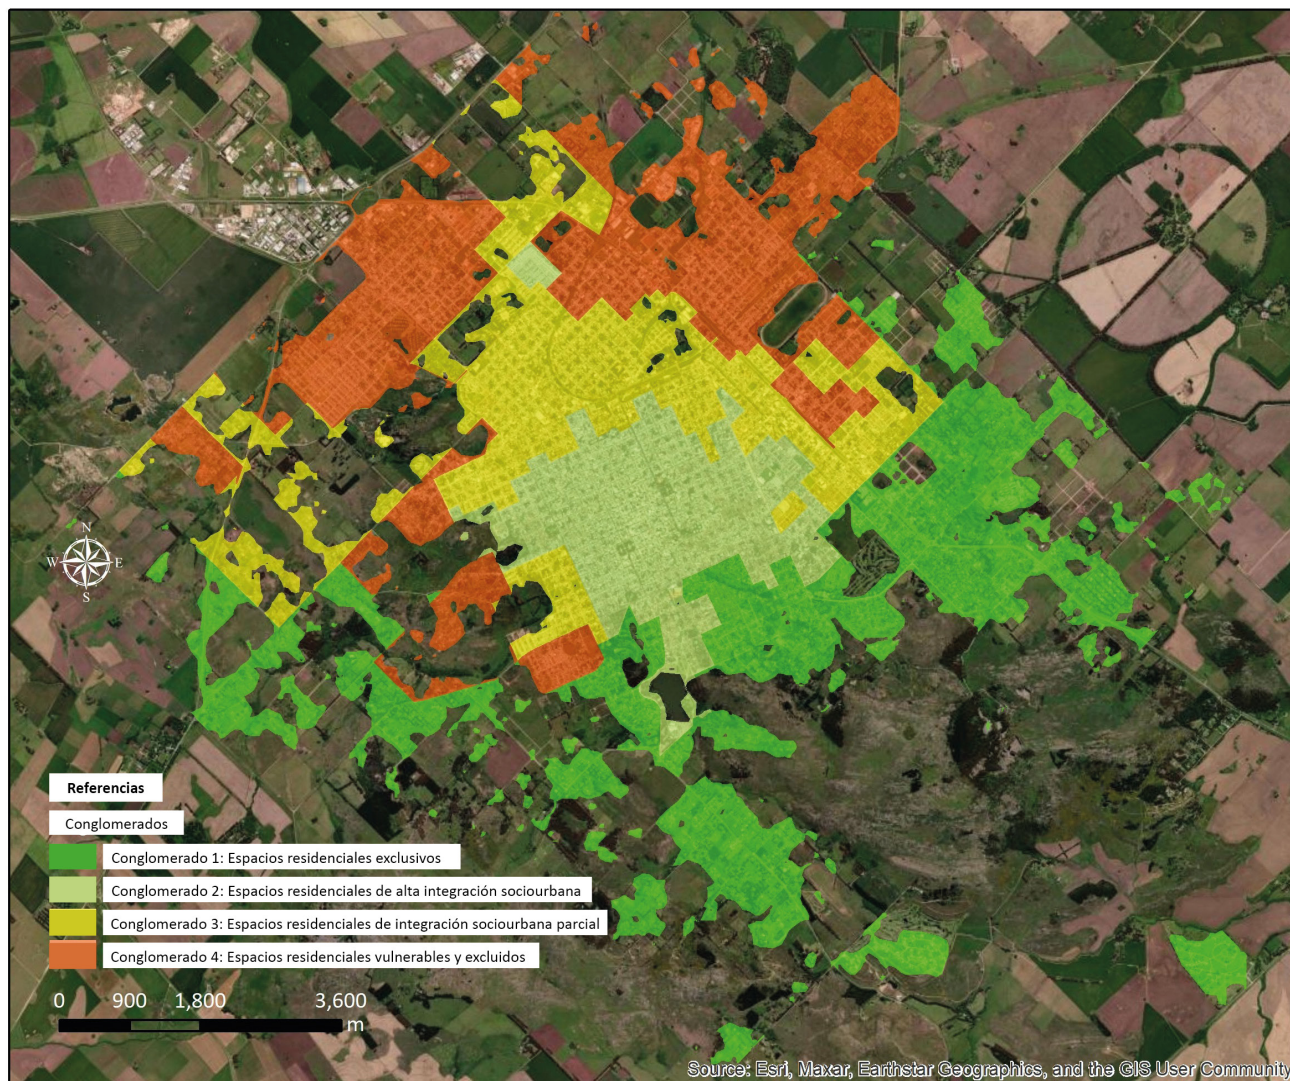 N
W E
S
Referencias
Conglomerados
Conglomerado 1: Espacios residenciales exclusivos
Conglomerado 2: Espacios residenciales de alta integración sociourbana
Conglomerado 3: Espacios residenciales de integración sociourbana parcial
Conglomerado 4: Espacios residenciales vulnerables y excluidos
0 900 1,800 3,600
m
Source: Esri, Maxar, Earthstar Geographics, and the GIS User Community